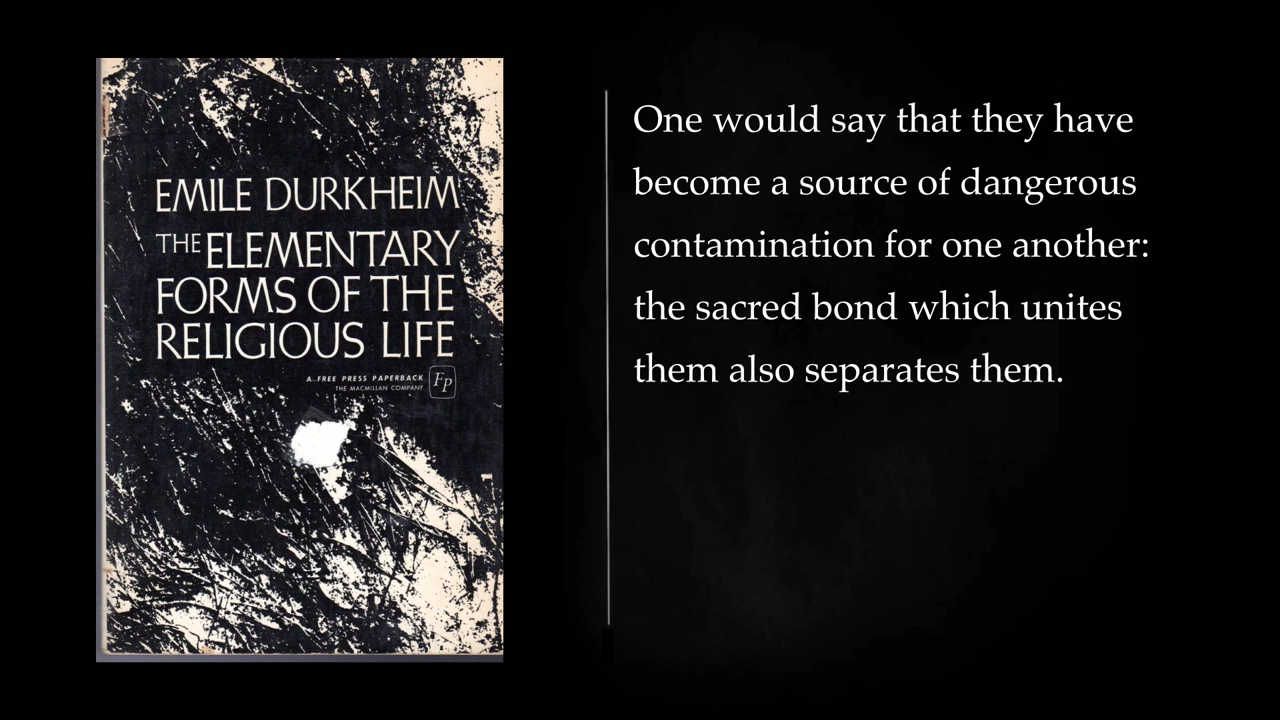 EMILE DURKHEIM
THE ELEMENTARY
FORMS OF THE
RELIGIOUS LIFE
A FREE PRESS PAPERBACK
THE MACMILLAN COMPANY
FP
One would say that they have
become a source of dangerous
contamination for one another:
the sacred bond which unites
them also separates them.